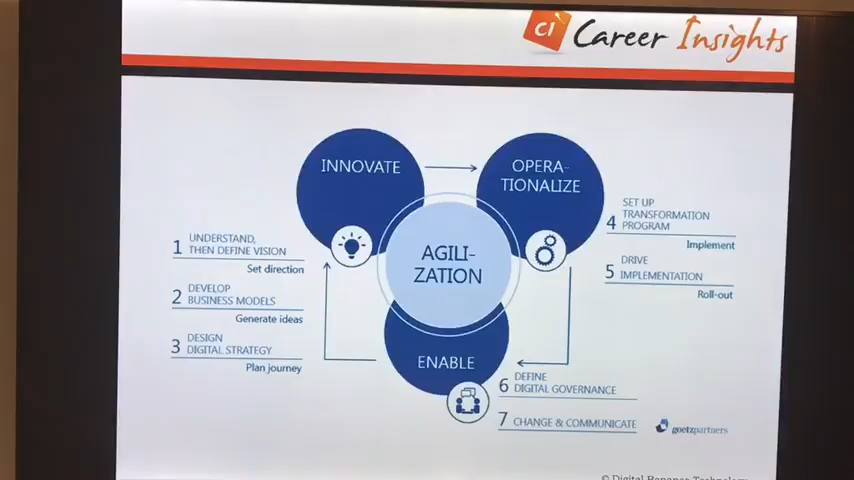 Ci Career Insights
INNOVATE
OPERA-
TIONALIZE
AGILI-
ZATION
ENABLE
1 UNDERSTAND,
THEN DEFINE VISION
Set direction
2 DEVELOP
BUSINESS MODELS
Generate ideas
3 DESIGN
DIGITAL STRATEGY
Plan journey
4 SET UP
TRANSFORMATION
PROGRAM
Implement
5 DRIVE
IMPLEMENTATION
Roll-out
6 DEFINE
DIGITAL GOVERNANCE
7 CHANGE & COMMUNICATE
goetzpartners
© Digital